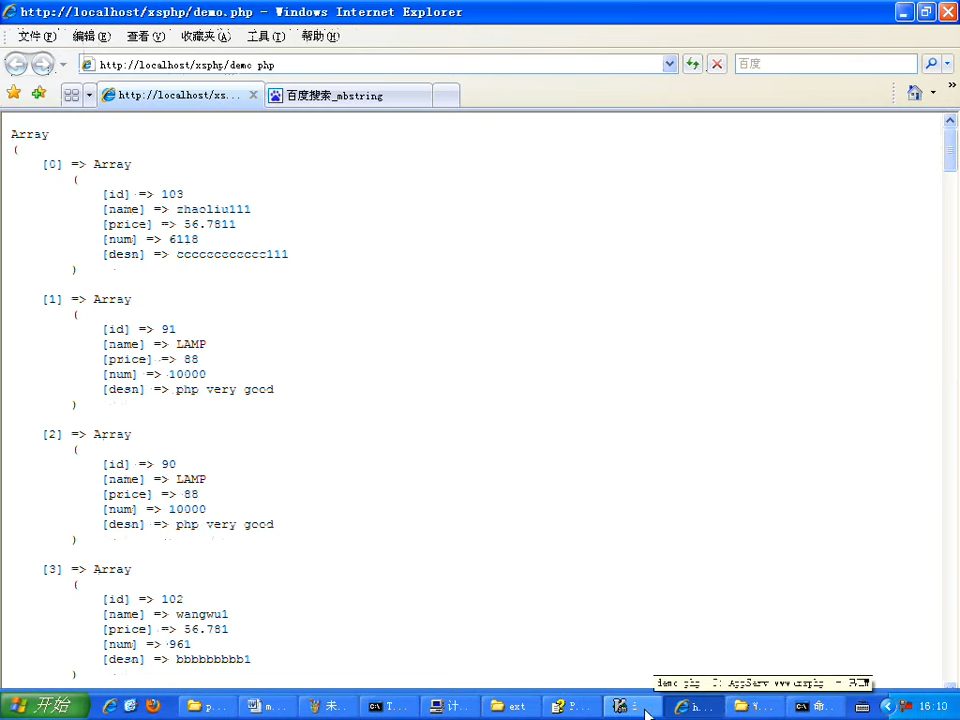 http://localhost/xsphp/demo.php - Windows Internet Explorer
文件(F) 编辑(E) 查看(V) 收藏夹(A) 工具(T) 帮助(H)
http://localhost/xsphp/demo php
百度
http://localhost/xs...
百度搜索_mbstring
Array
(
[0] => Array
(
[id] => 103
[name] => zhaoliu111
[price] => 56.7811
[num] => 6118
[desn] => cccccccccccc111
)
[1] => Array
(
[id] => 91
[name] => LAMP
[price] => 88
[num] => 10000
[desn] => php very good
)
[2] => Array
(
[id] => 90
[name] => LAMP
[price] => 88
[num] => 10000
[desn] => php very good
)
[3] => Array
(
[id] => 102
[name] => wangwu1
[price] => 56.781
[num] => 961
[desn] => bbbbbbbbb1
)
demo php
开始 p... m... 未... T... 计... ext P... h... 命... 16:10